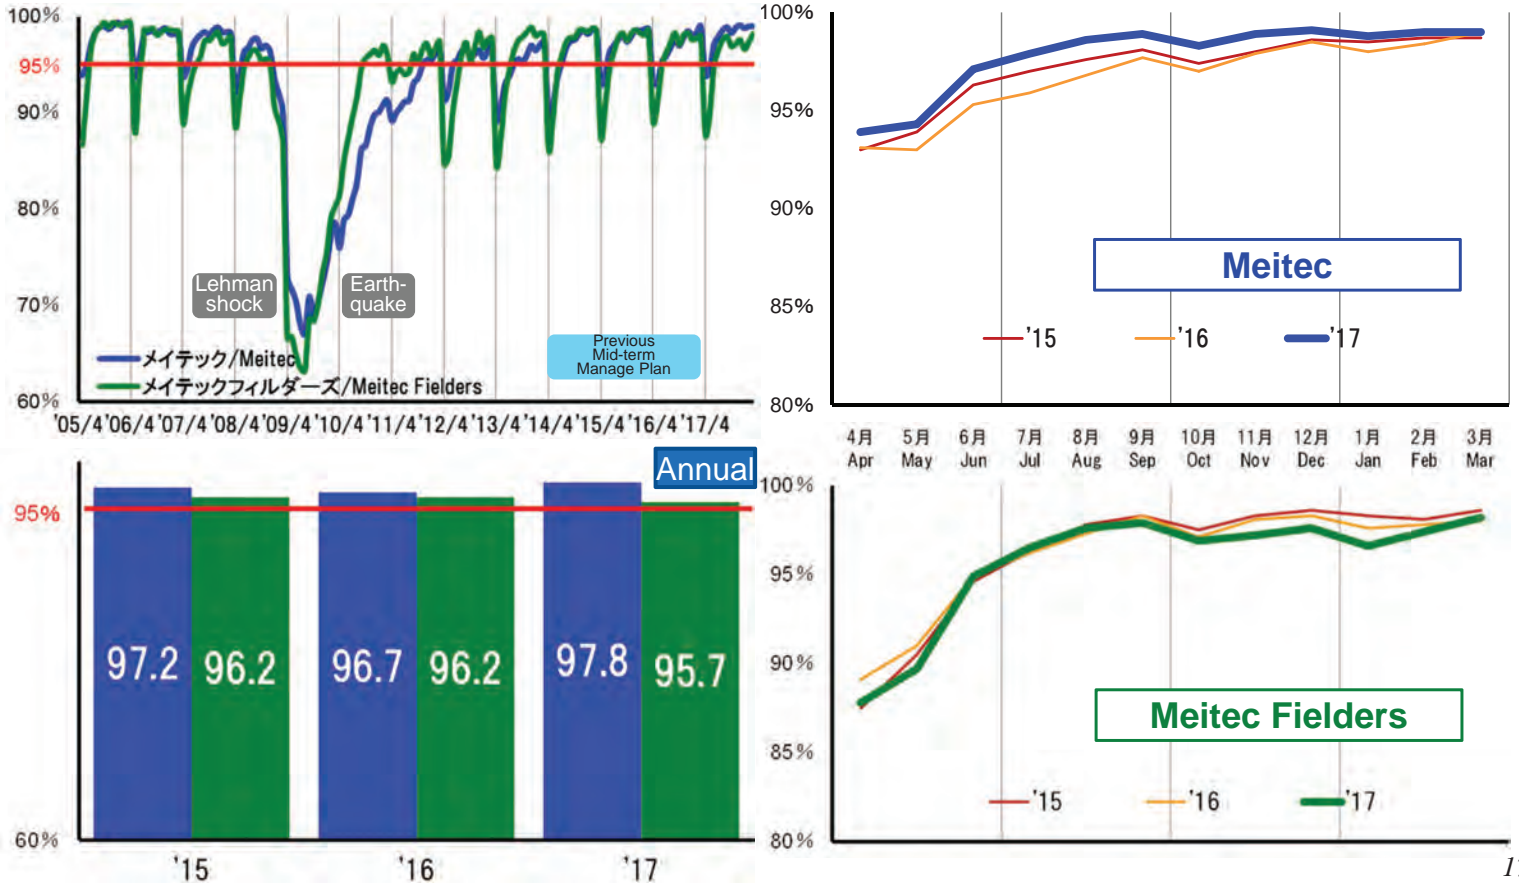 100%
95%
90%
80%
70%
60%
Lehman
shock
Earth-
quake
Previous
Mid-term
Manage Plan
メイテック/Meitec
メイテックフィルダーズ/Meitec Fielders
'05/4 '06/4 '07/4 '08/4 '09/4 '10/4 '11/4 '12/4 '13/4 '14/4 '15/4 '16/4 '17/4
100%
95%
90%
85%
80%
Meitec
'15 '16 '17
4月 5月 6月 7月 8月 9月 10月 11月 12月 1月 2月 3月
Apr May Jun Jul Aug Sep Oct Nov Dec Jan Feb Mar
Annual
95%
60%
97.2 96.2 96.7 96.2 97.8 95.7
'15 '16 '17
100%
95%
90%
85%
80%
Meitec Fielders
'15 '16 '17